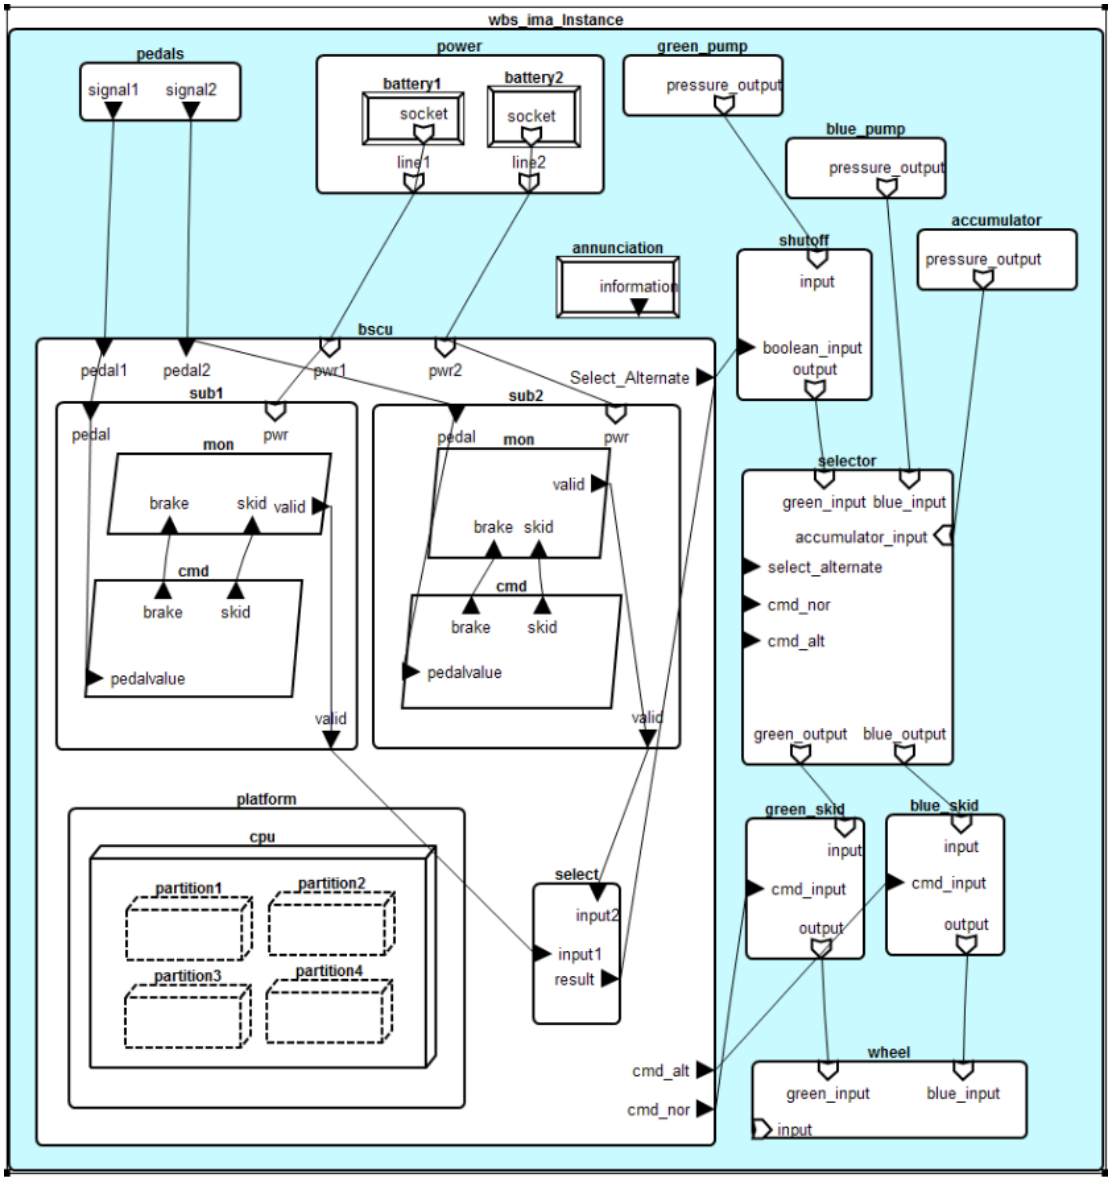 wbs_ima_Instance
pedals
signal1 signal2
power
battery1
socket
battery2
socket
line1 line2
green_pump
pressure_output
blue_pump
pressure_output
accumulator
pressure_output
annunciation
information
shutoff
input
boolean_input
output
bscu
pedal1 pedal2 pwr1 pwr2
Select_Alternate
sub1
pedal pwr
mon
brake skid valid
cmd
brake skid
pedalvalue
valid
sub2
pedal pwr
mon
valid
brake skid
cmd
brake skid
pedalvalue
valid
selector
green_input blue_input
accumulator_input
select_alternate
cmd_nor
cmd_alt
green_output blue_output
platform
cpu
partition1 partition2
partition3 partition4
select
input2
input1
result
cmd_alt
cmd_nor
green_skid
input
cmd_input
output
blue_skid
input
cmd_input
output
wheel
green_input blue_input
input